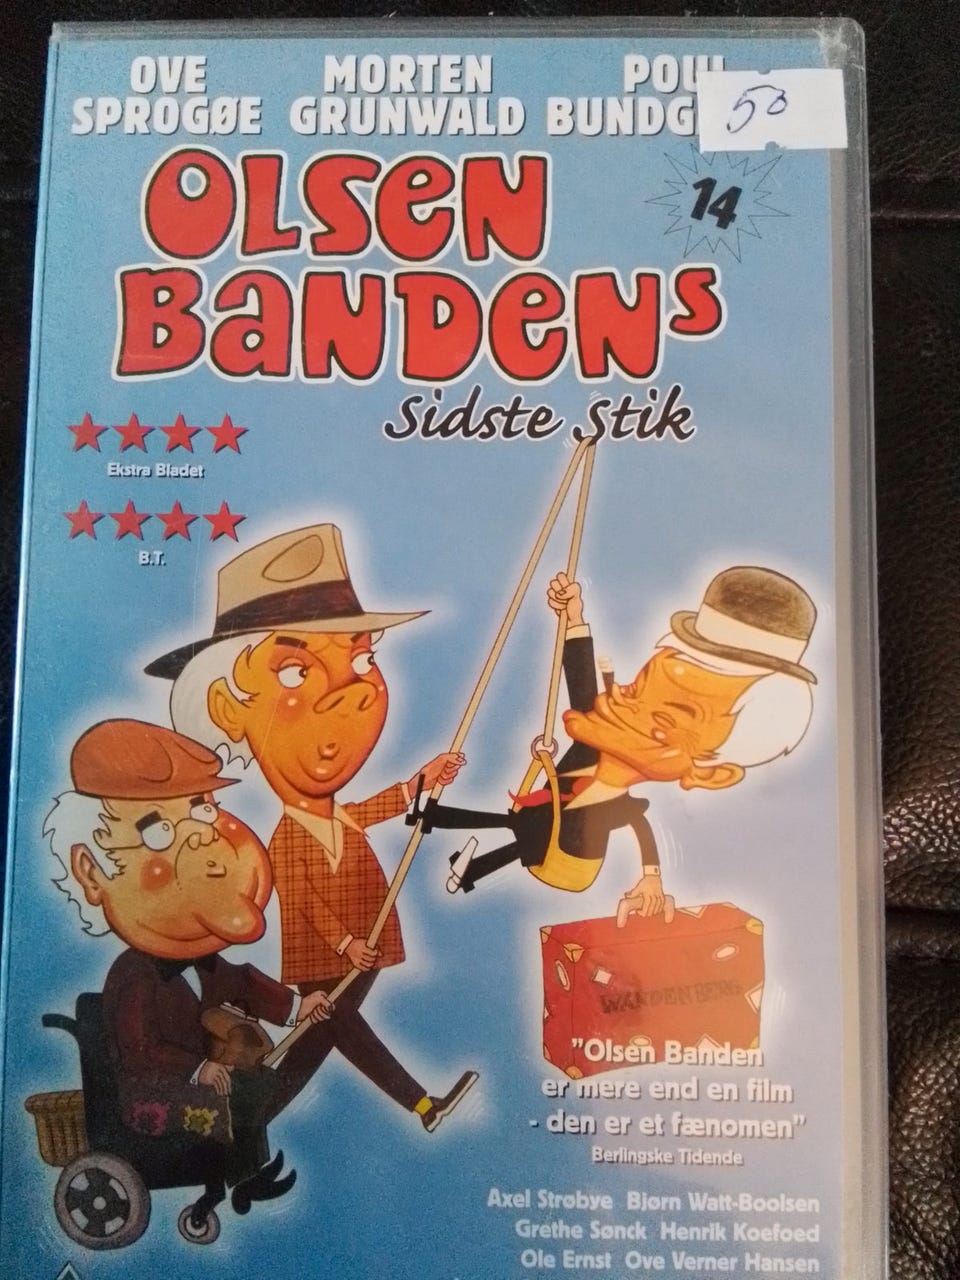 OVE MORTEN POUL
SPROGØE GRUNWALD BUNDG
50
14
OLSEN
BANDENS
Sidste Stik
Ekstra Bladet
B.T.
WANDENBERG
"Olsen Banden
er mere end en film
- den er et fænomen"
Berlingske Tidende
Axel Strøbye Bjørn Watt-Boolsen
Grethe Sønck Henrik Koefoed
Ole Ernst Ove Verner Hansen